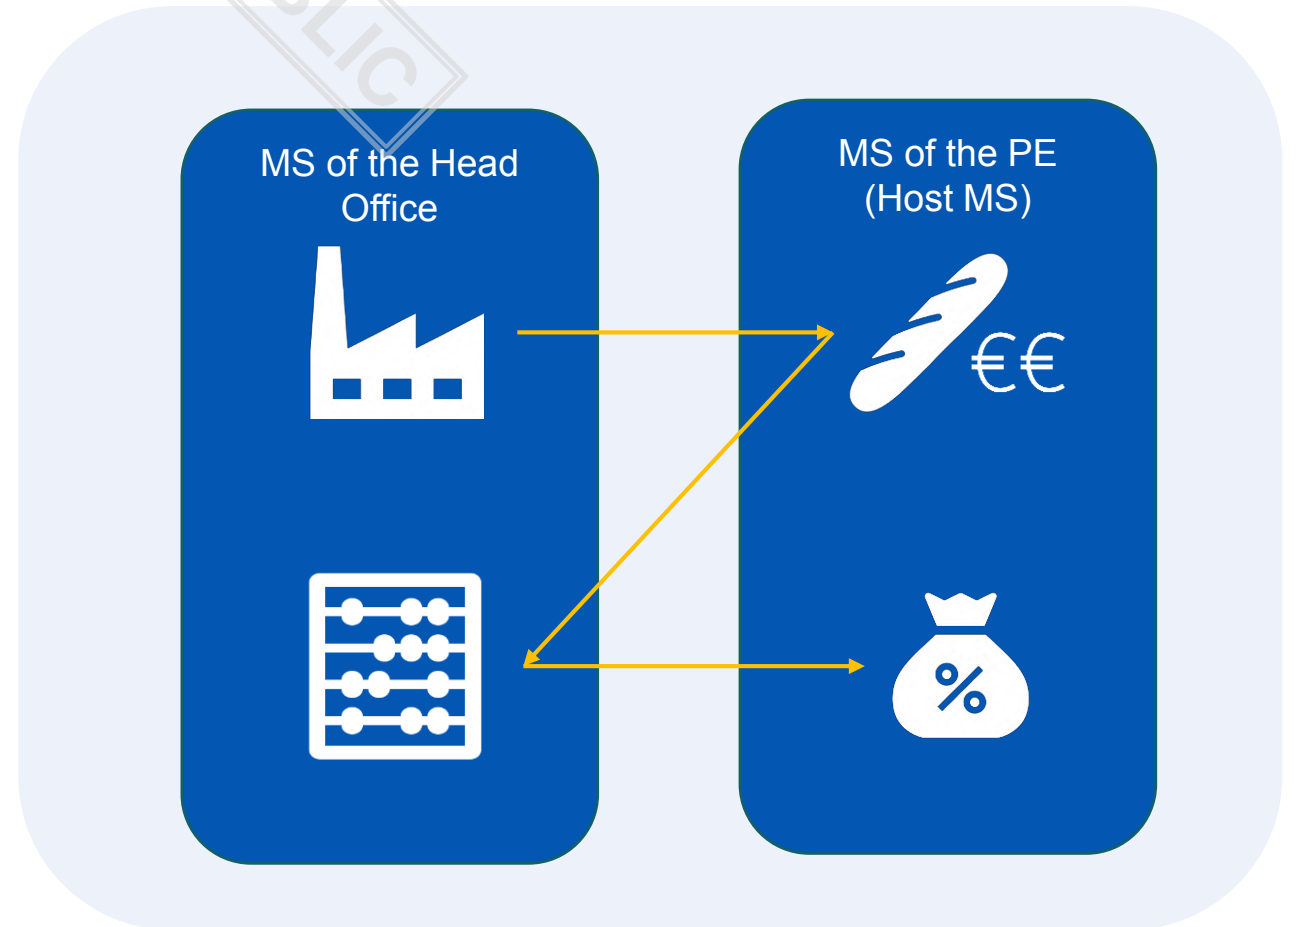 MS of the Head
Office
MS of the PE
(Host MS)
€€
%